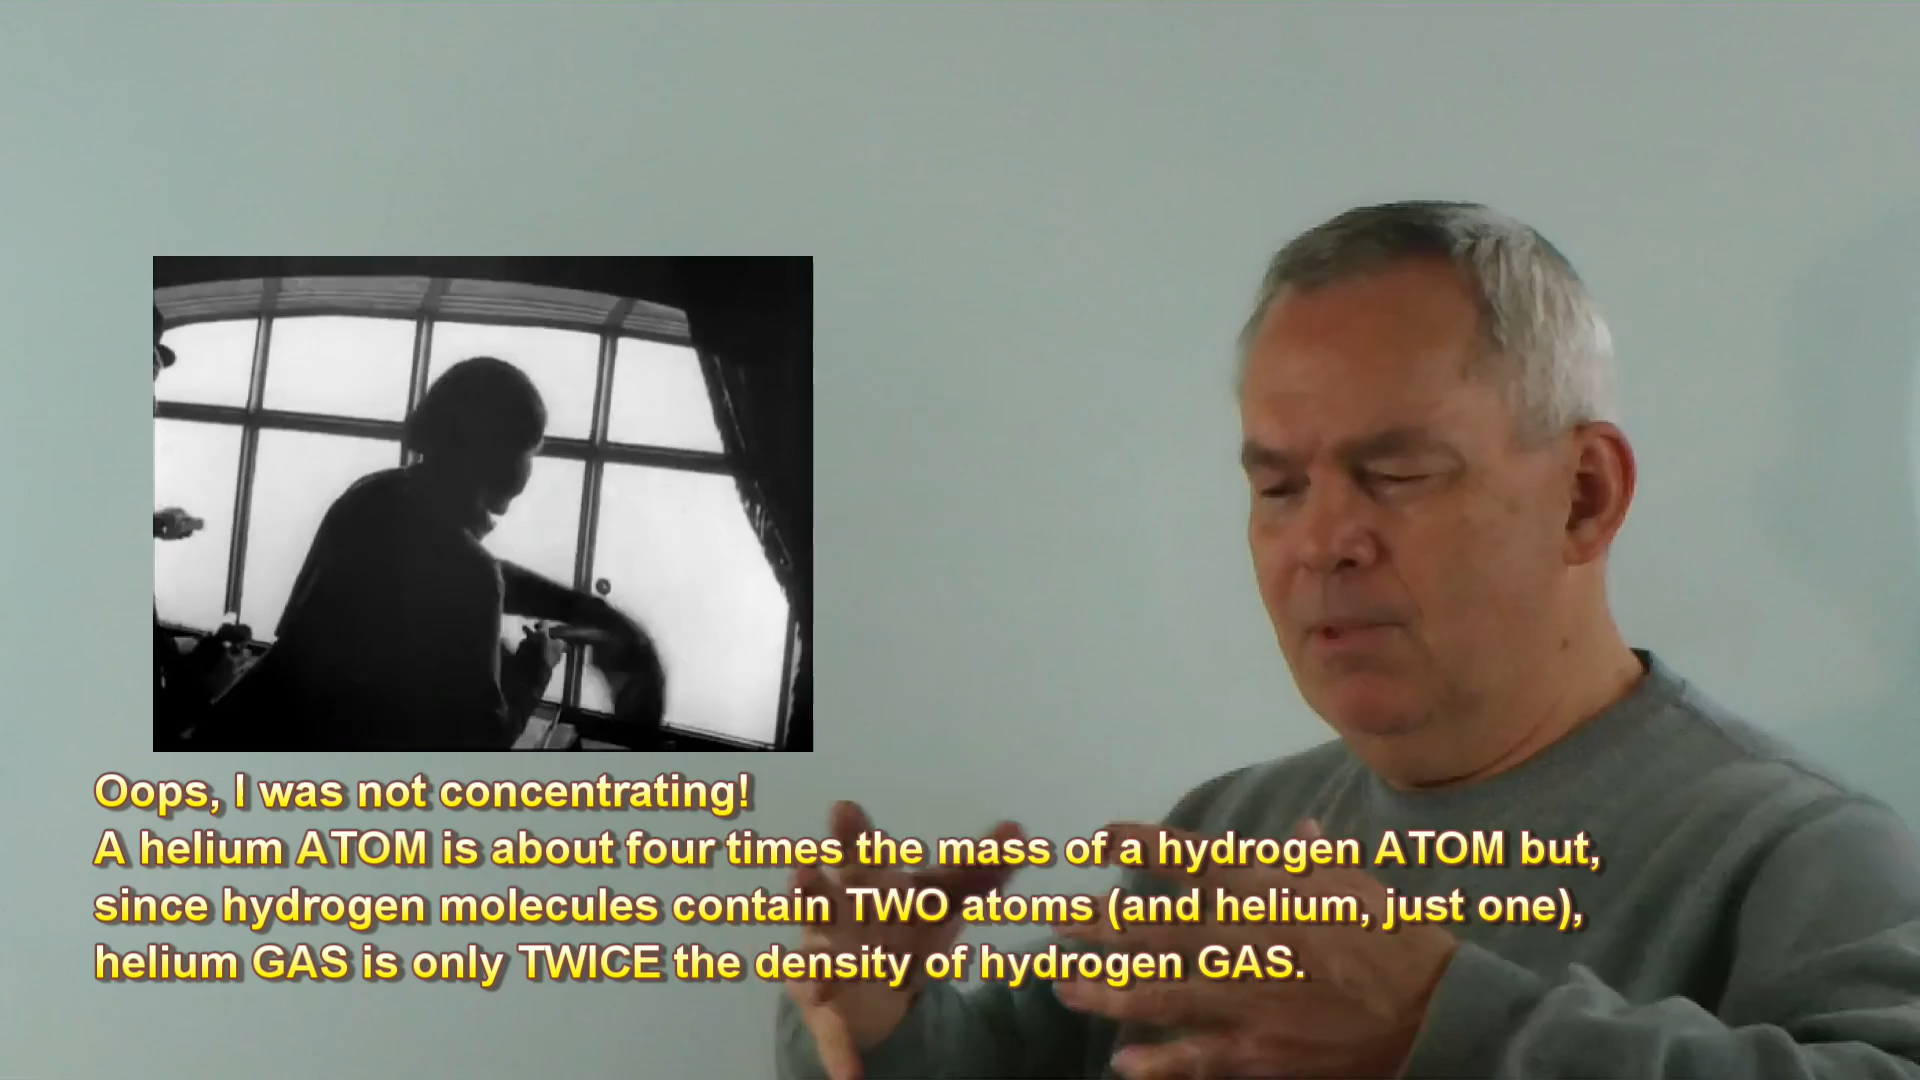 Oops, I was not concentrating!
A helium ATOM is about four times the mass of a hydrogen ATOM but,
since hydrogen molecules contain TWO atoms (and helium, just one),
helium GAS is only TWICE the density of hydrogen GAS.